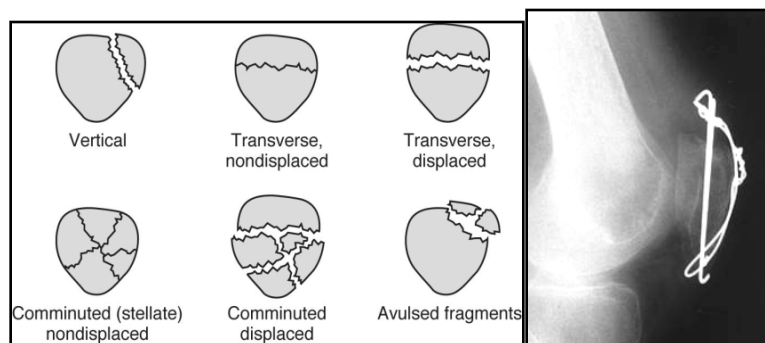 Vertical
Transverse,
nondisplaced
Transverse,
displaced
Comminuted (stellate)
nondisplaced
Comminuted
displaced
Avulsed fragments